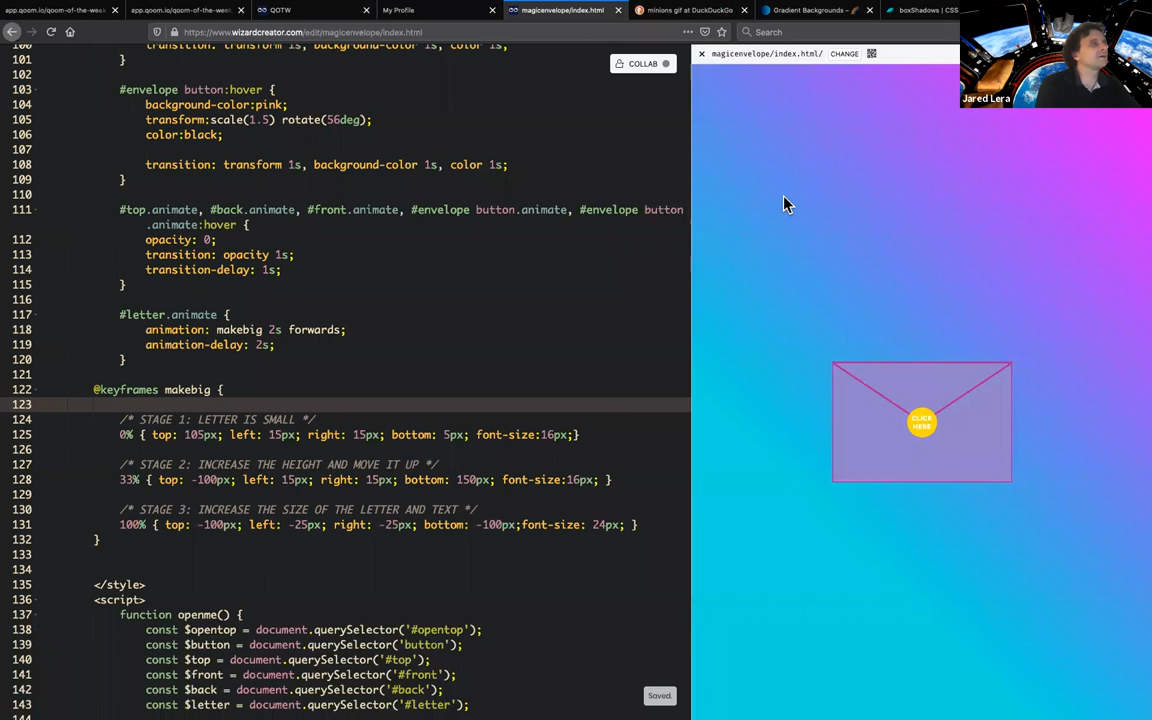 app.qoom.io/qoom-of-the-week.
app.qoom.io/qoom-of-the-week.
QOTW
My Profile
magicenvelope/index.html
minions gif at DuckDuckGo
Gradient Backgrounds –
boxShadows | CSS
https://www.wizardcreator.com/edit/magicenvelope/index.html
Search
COLLAB
magicenvelope/index.html/ CHANGE
Jared Lera
100 transition: transform 1s, background-color 1s, color 1s;
101 }
102
103 #envelope button:hover {
104 background-color:pink;
105 transform:scale(1.5) rotate(56deg);
106 color:black;
107
108 transition: transform 1s, background-color 1s, color 1s;
109 }
110
111 #top.animate, #back.animate, #front.animate, #envelope button.animate, #envelope button
.animate:hover {
112 opacity: 0;
113 transition: opacity 1s;
114 transition-delay: 1s;
115 }
116
117 #letter.animate {
118 animation: makebig 2s forwards;
119 animation-delay: 2s;
120 }
121
122 @keyframes makebig {
123
124 /* STAGE 1: LETTER IS SMALL */
125 0% { top: 105px; left: 15px; right: 15px; bottom: 5px; font-size:16px;}
126
127 /* STAGE 2: INCREASE THE HEIGHT AND MOVE IT UP */
128 33% { top: -100px; left: 15px; right: 15px; bottom: 150px; font-size:16px; }
129
130 /* STAGE 3: INCREASE THE SIZE OF THE LETTER AND TEXT */
131 100% { top: -100px; left: -25px; right: -25px; bottom: -100px;font-size: 24px; }
132 }
133
134
135 </style>
136 <script>
137 function openme() {
138 const $opentop = document.querySelector('#opentop');
139 const $button = document.querySelector('button');
140 const $top = document.querySelector('#top');
141 const $front = document.querySelector('#front');
142 const $back = document.querySelector('#back');
143 const $letter = document.querySelector('#letter');
Saved.
CLICK
HERE